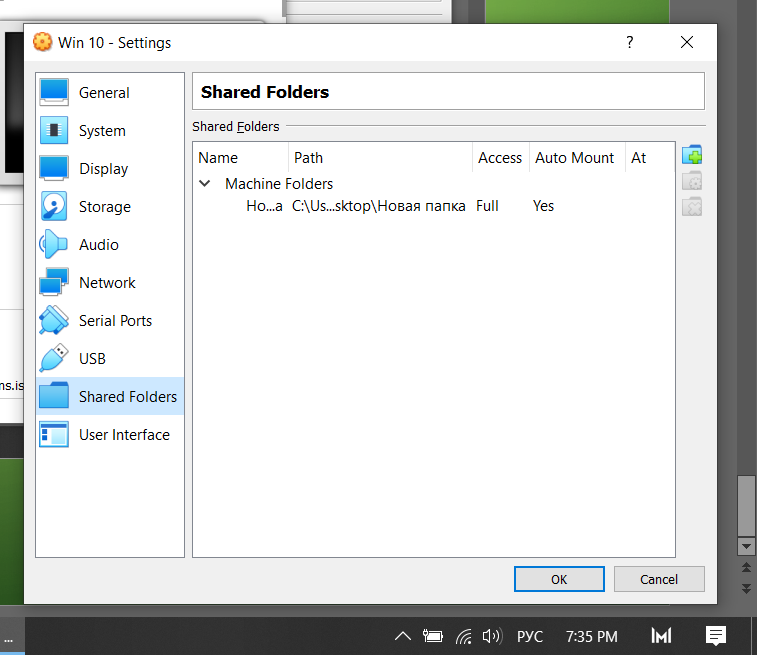 Win 10 - Settings
?
General
System
Display
Storage
Audio
Network
Serial Ports
USB
Shared Folders
User Interface
Shared Folders
Shared Folders
Name Path Access Auto Mount At
Machine Folders
Но...а C:\Us...sktop\Новая папка Full Yes
OK Cancel
ms.is
... РУС 7:35 PM